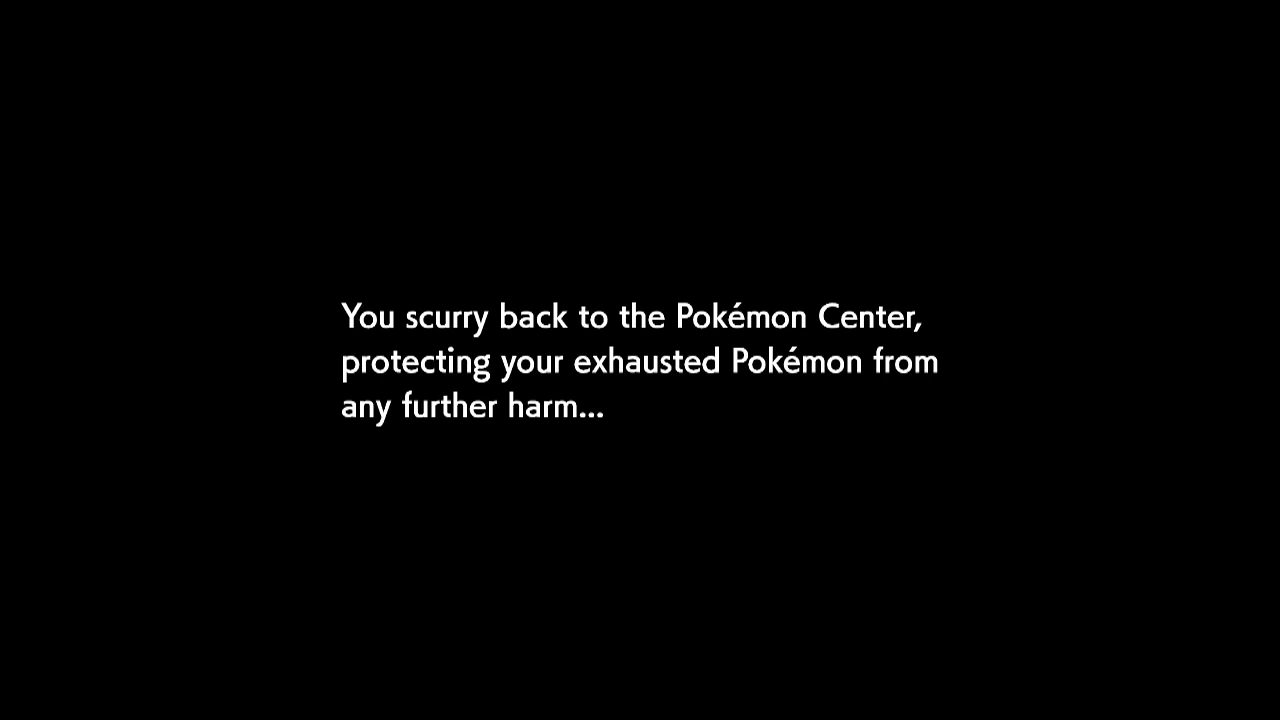 You scurry back to the Pokémon Center,
protecting your exhausted Pokémon from
any further harm...